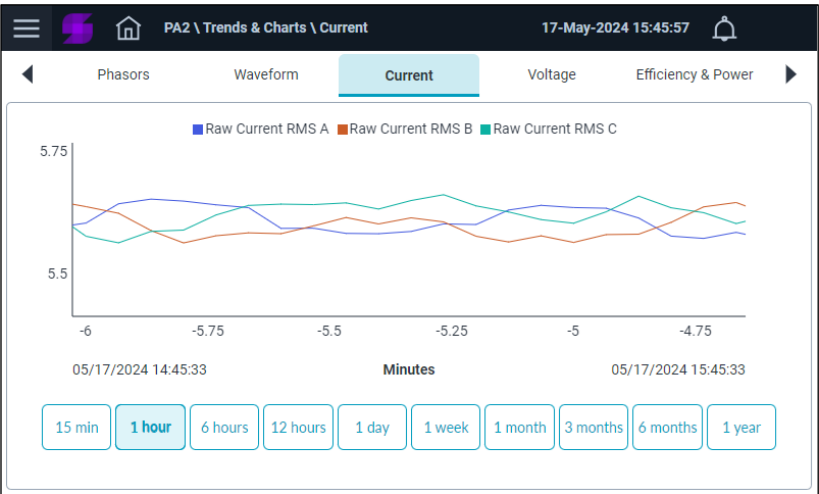 PA2 \ Trends & Charts \ Current 17-May-2024 15:45:57
Phasors Waveform Current Voltage Efficiency & Power
Raw Current RMS A Raw Current RMS B Raw Current RMS C
5.75
5.5
-6 -5.75 -5.5 -5.25 -5 -4.75
05/17/2024 14:45:33 Minutes 05/17/2024 15:45:33
15 min 1 hour 6 hours 12 hours 1 day 1 week 1 month 3 months 6 months 1 year